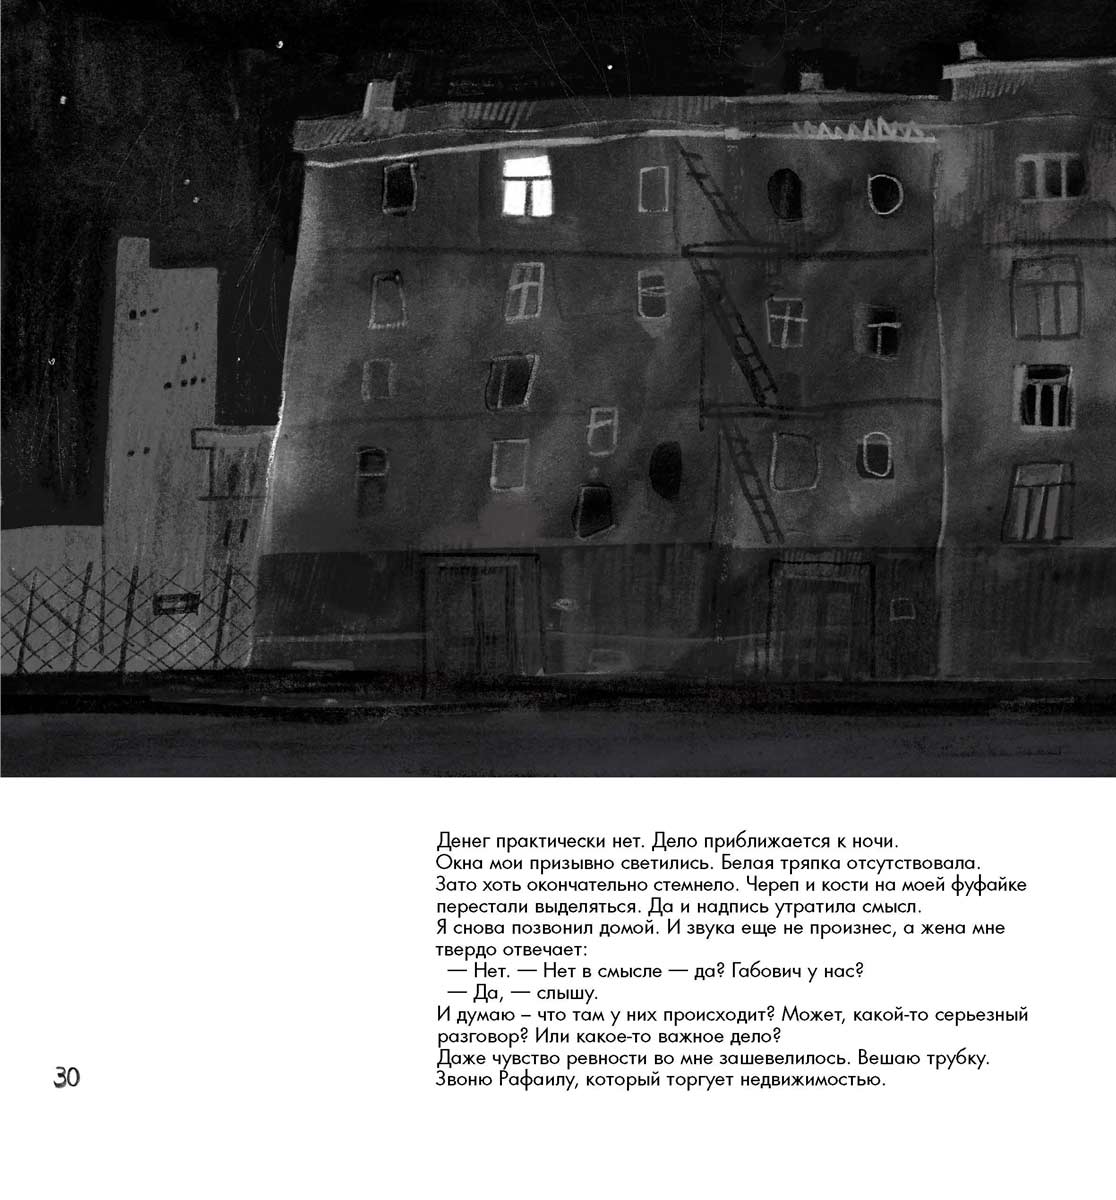 Денег практически нет. Дело приближается к ночи.
Окна мои призывно светились. Белая тряпка отсутствовала.
Зато хоть окончательно стемнело. Череп и кости на моей фуфайке
перестали выделяться. Да и надпись утратила смысл.
Я снова позвонил домой. И звука еще не произнес, а жена мне
твердо отвечает:
— Нет. — Нет в смысле — да? Габович у нас?
— Да, — слышу.
И думаю – что там у них происходит? Может, какой-то серьезный
разговор? Или какое-то важное дело?
Даже чувство ревности во мне зашевелилось. Вешаю трубку.
Звоню Рафаилу, который торгует недвижимостью.
30